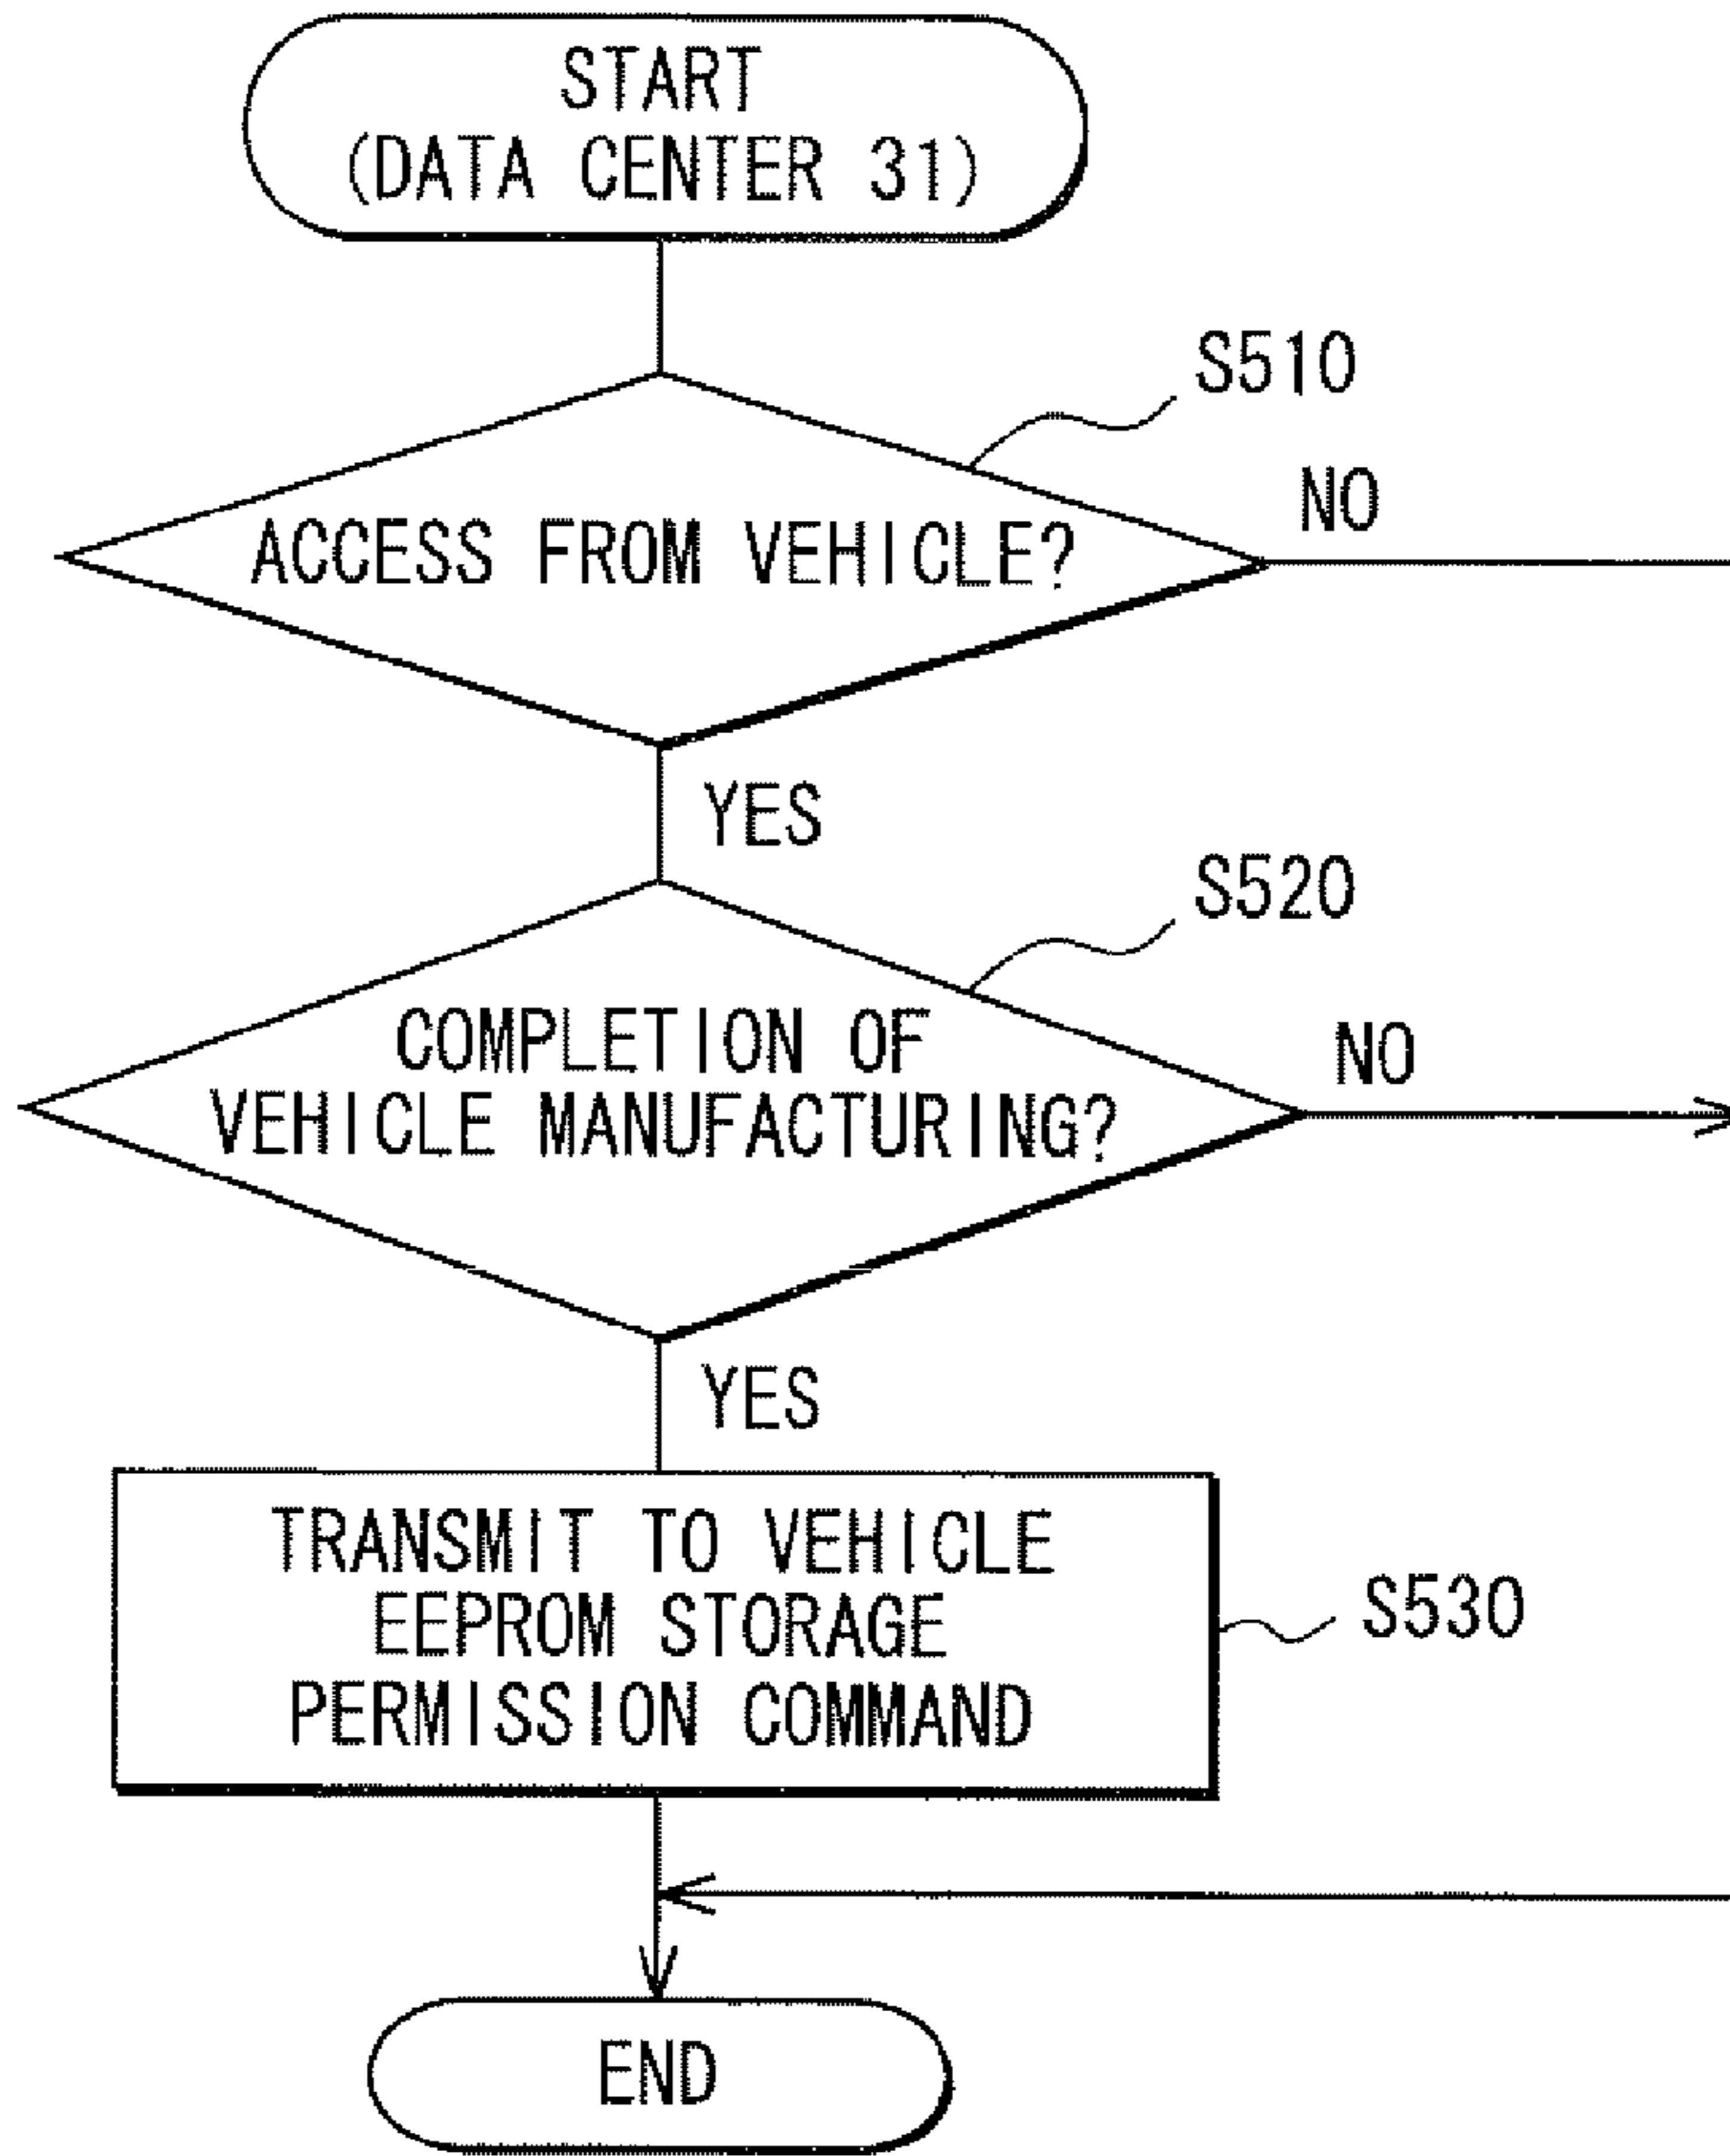 START
(DATA CENTER 31)
S510
NO
ACCESS FROM VEHICLE?
YES
S520
NO
COMPLETION OF
VEHICLE MANUFACTURING?
YES
TRANSMIT TO VEHICLE
EEPROM STORAGE
PERMISSION COMMAND
S530
END